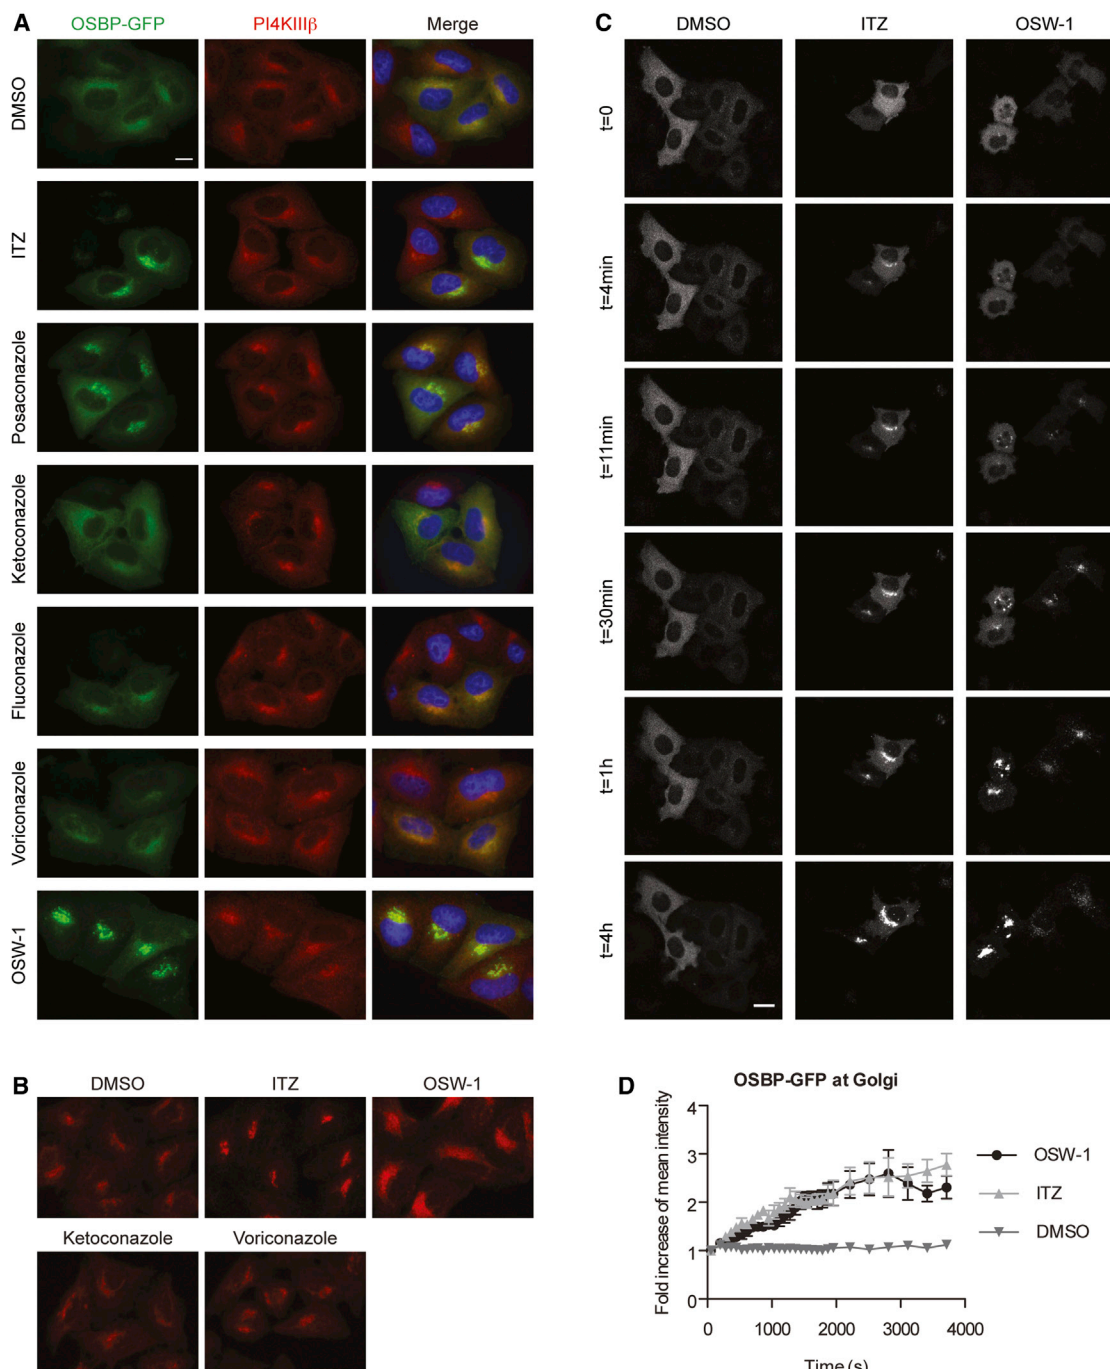 A
OSBP-GFP
PI4KIIIβ
Merge
DMSO
ITZ
Posaconazole
Ketoconazole
Fluconazole
Voriconazole
OSW-1
B
DMSO
ITZ
OSW-1
Ketoconazole
Voriconazole
C
DMSO
ITZ
OSW-1
t=0
t=4min
t=11min
t=30min
t=1h
t=4h
D
OSBP-GFP at Golgi
Fold increase of mean intensity
4
3
2
1
0
0 1000 2000 3000 4000
Time (s)
OSW-1
ITZ
DMSO